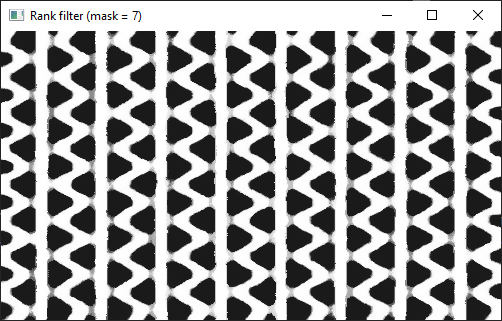 Rank filter (mask = 7)